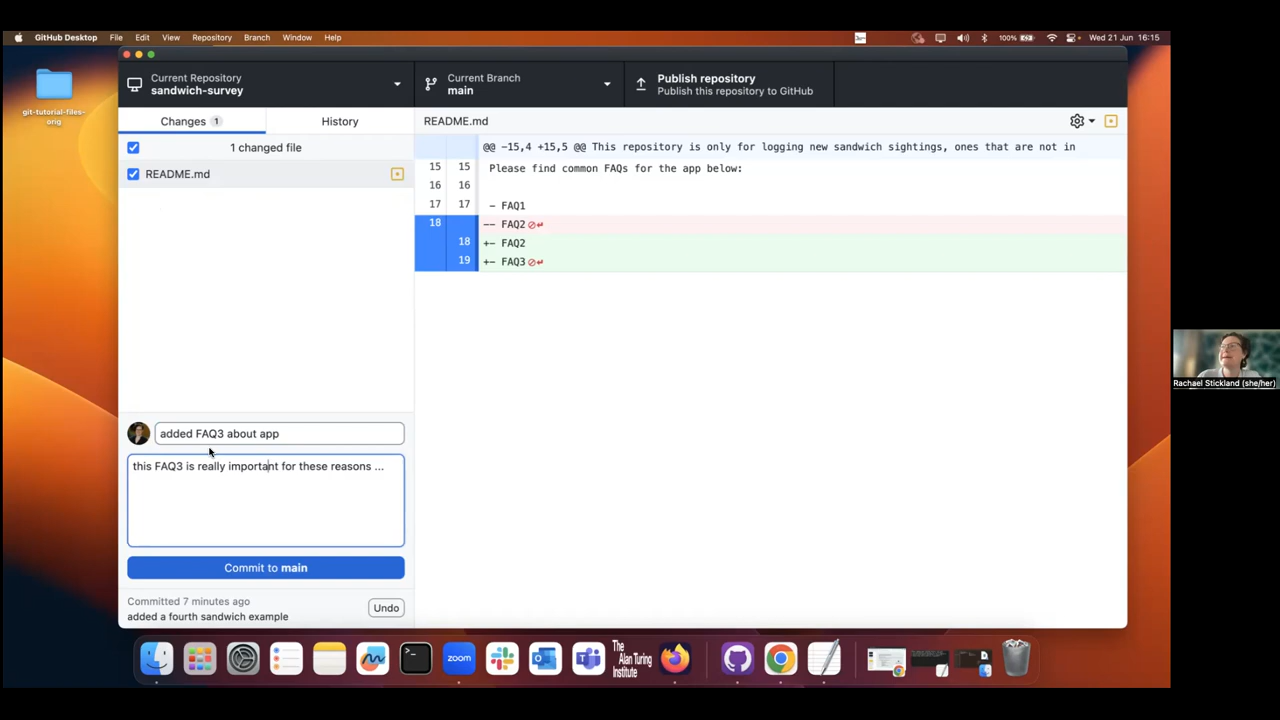 GitHub Desktop File Edit View Repository Branch Window Help 100% Wed 21 Jun 16:15
git-tutorial-files-
orig.
Current Repository
sandwich-survey
Current Branch
main
Publish repository
Publish this repository to GitHub
Changes 1 History
README.md
1 changed file
README.md
@@ -15,4 +15,5 @@ This repository is only for logging new sandwich sightings, ones that are not in
15 15 Please find common FAQs for the app below:
16 16
17 17 - FAQ1
18 -- FAQ2
18 +- FAQ2
19 +- FAQ3
added FAQ3 about app
this FAQ3 is really important for these reasons ...
Commit to main
Committed 7 minutes ago
added a fourth sandwich example
Undo
Rachael Stickland (she/her)
zoom
The
Alan Turing
Institute